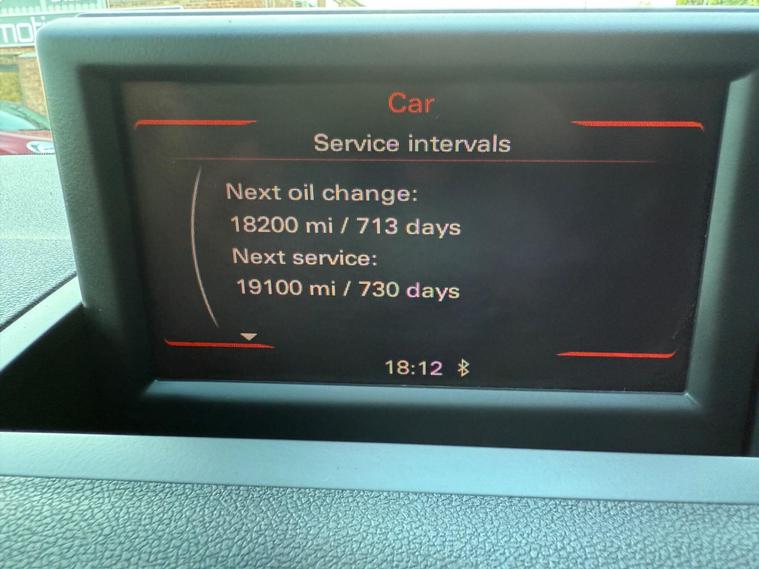 Car
Service intervals
Next oil change:
18200 mi / 713 days
Next service:
19100 mi / 730 days
18:12